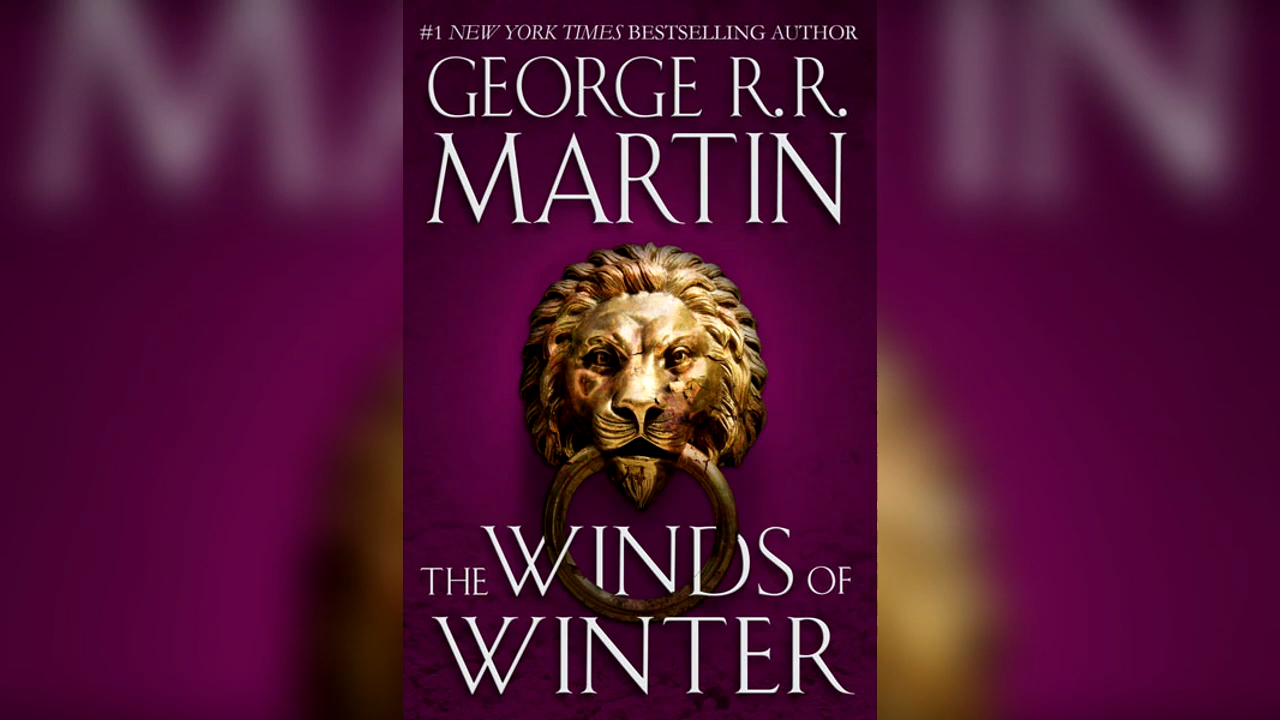 #1 NEW YORK TIMES BESTSELLING AUTHOR
GEORGE R.R.
MARTIN
THE WINDS OF
WINTER